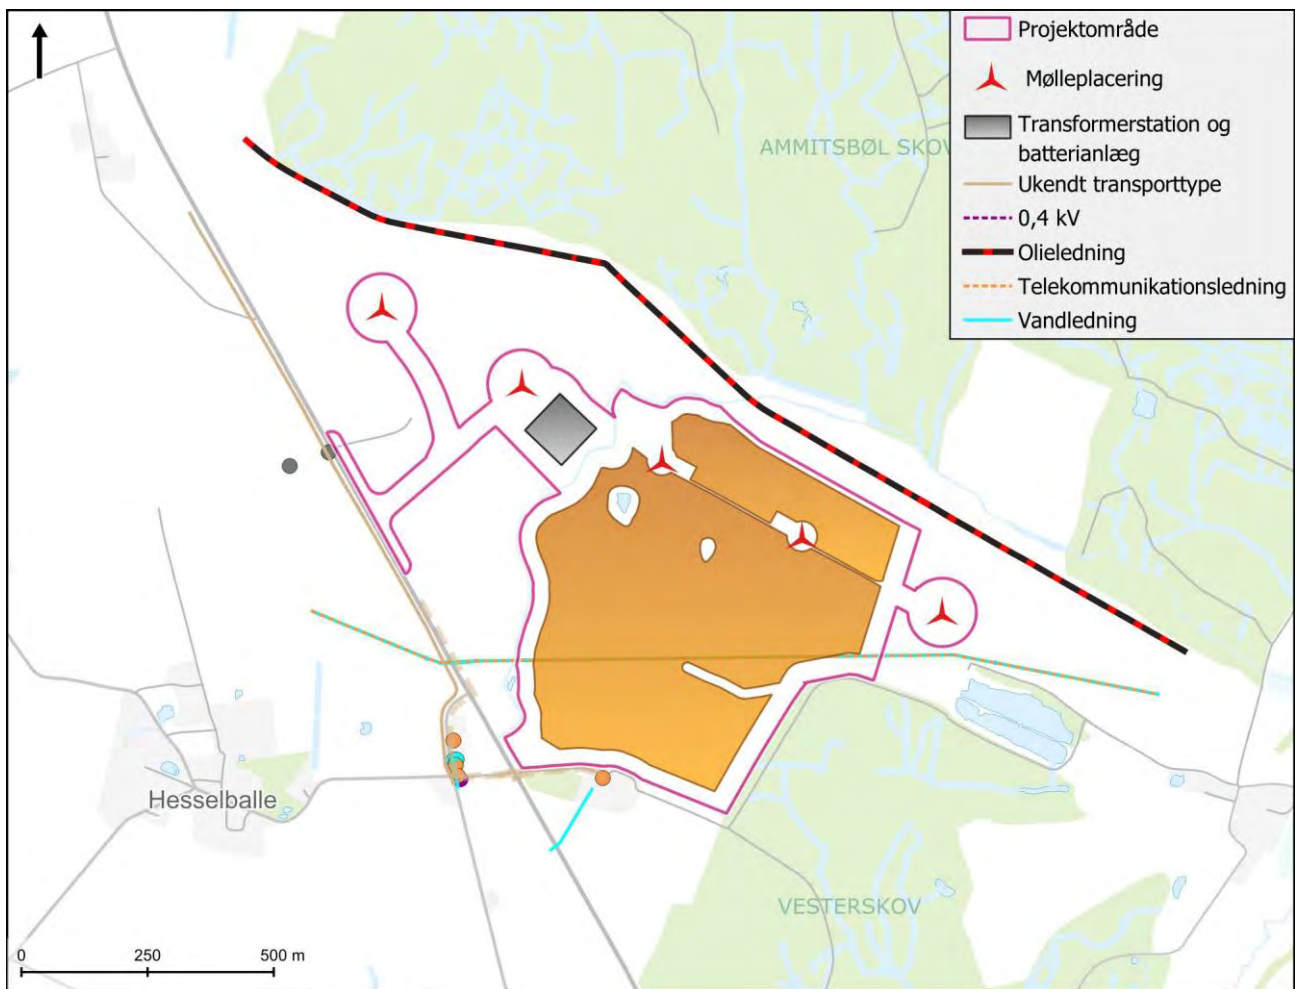 Projektområde
Mølleplacering
Transformerstation og
batterianlæg
Ukendt transporttype
0,4 kV
Olieledning
Telekommunikationsledning
Vandledning
AMMITSBØL SKOV
Hesselballe
VESTERSKOV
0 250 500 m